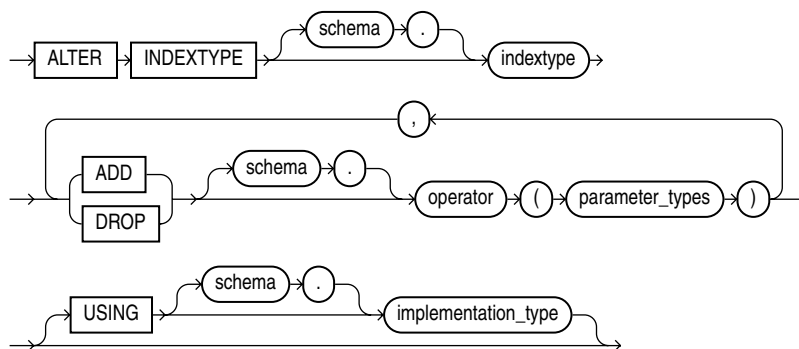 schema .
ALTER INDEXTYPE indextype
,
ADD schema .
operator ( parameter_types )
DROP
schema .
USING implementation_type